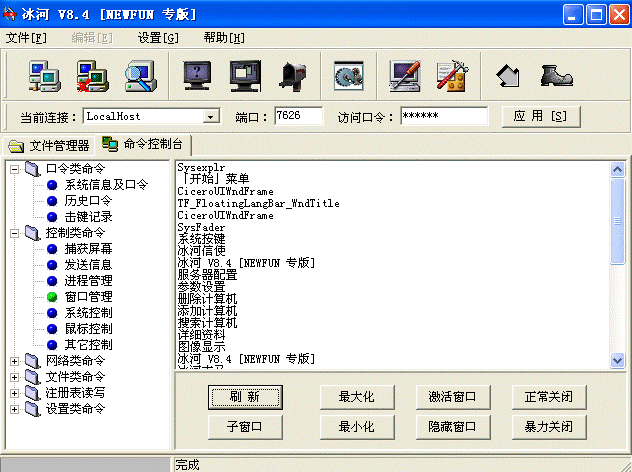 冰河 V8.4 [NEWFUN 专版]
文件[F] 编辑[E] 设置[G] 帮助[H]
当前连接： LocalHost 端口： 7626 访问口令： ****** 应 用 [S]
文件管理器 命令控制台
口令类命令
系统信息及口令
历史口令
击键记录
控制类命令
捕获屏幕
发送信息
进程管理
窗口管理
系统控制
鼠标控制
其它控制
网络类命令
文件类命令
注册表读写
设置类命令
Sysexplr
「开始」菜单
CiceroUIWndFrame
TF_FloatingLangBar_WndTitle
CiceroUIWndFrame
SysFader
系统按键
冰河信使
冰河 V8.4 [NEWFUN 专版]
服务器配置
参数设置
删除计算机
添加计算机
搜索计算机
详细资料
图像显示
冰河 V8.4 [NEWFUN 专版]
刷 新 最大化 激活窗口 正常关闭
子窗口 最小化 隐藏窗口 暴力关闭
完成